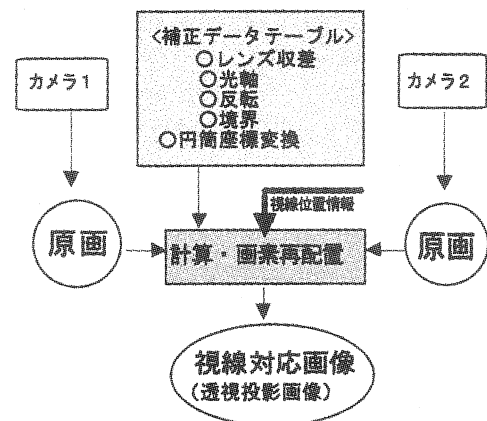 <補正データテーブル>
○レンズ収差
○光軸
○反転
○境界
○円筒座標変換
カメラ1
カメラ2
視線位置情報
原画
計算・画素再配置
原画
視線対応画像
(透視投影画像)